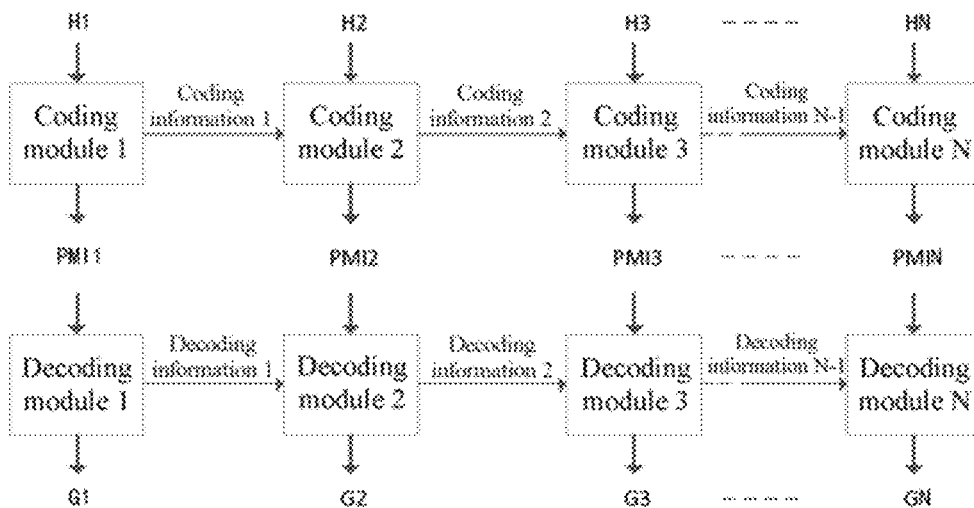 H1 H2 H3 HN
Coding module 1
Coding information 1
Coding module 2
Coding information 2
Coding module 3
Coding information N-1
Coding module N
PMI1 PMI2 PMI3 PMIN
Decoding module 1
Decoding information 1
Decoding module 2
Decoding information 2
Decoding module 3
Decoding information N-1
Decoding module N
G1 G2 G3 GN